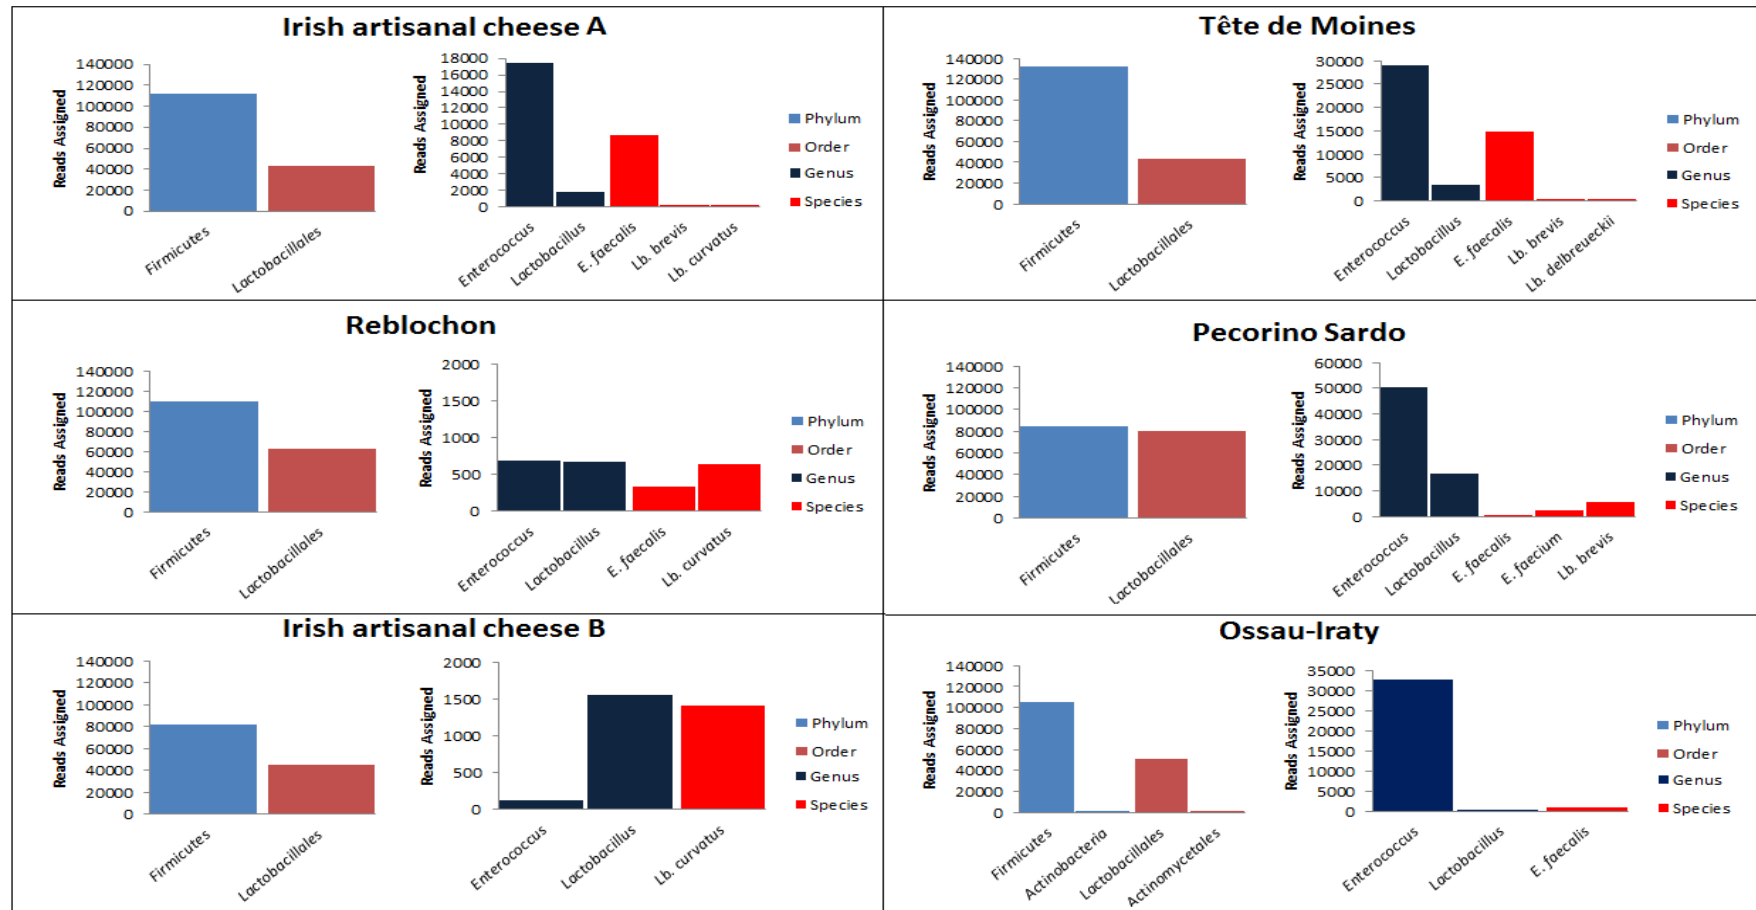 Irish artisanal cheese A
Reads Assigned
140000
120000
100000
80000
60000
40000
20000
0
Firmicutes
Lactobacillales
Reads Assigned
18000
16000
14000
12000
10000
8000
6000
4000
2000
0
Enterococcus
Lactobacillus
E. faecalis
Lb. brevis
Lb. curvatus
Phylum
Order
Genus
Species
Tête de Moines
Reads Assigned
140000
120000
100000
80000
60000
40000
20000
0
Firmicutes
Lactobacillales
Reads Assigned
30000
25000
20000
15000
10000
5000
0
Enterococcus
Lactobacillus
E. faecalis
Lb. brevis
Lb. delbreueckii
Phylum
Order
Genus
Species
Reblochon
Reads Assigned
140000
120000
100000
80000
60000
40000
20000
0
Firmicutes
Lactobacillales
Reads Assigned
2000
1500
1000
500
0
Enterococcus
Lactobacillus
E. faecalis
Lb. curvatus
Phylum
Order
Genus
Species
Pecorino Sardo
Reads Assigned
140000
120000
100000
80000
60000
40000
20000
0
Firmicutes
Lactobacillales
Reads Assigned
60000
50000
40000
30000
20000
10000
0
Enterococcus
Lactobacillus
E. faecalis
E. faecium
Lb. brevis
Phylum
Order
Genus
Species
Irish artisanal cheese B
Reads Assigned
140000
120000
100000
80000
60000
40000
20000
0
Firmicutes
Lactobacillales
Reads Assigned
2000
1500
1000
500
0
Enterococcus
Lactobacillus
Lb. curvatus
Phylum
Order
Genus
Species
Ossau-Iraty
Reads Assigned
140000
120000
100000
80000
60000
40000
20000
0
Firmicutes
Actinobacteria
Lactobacillales
Actinomycetales
Reads Assigned
35000
30000
25000
20000
15000
10000
5000
0
Enterococcus
Lactobacillus
E. faecalis
Phylum
Order
Genus
Species